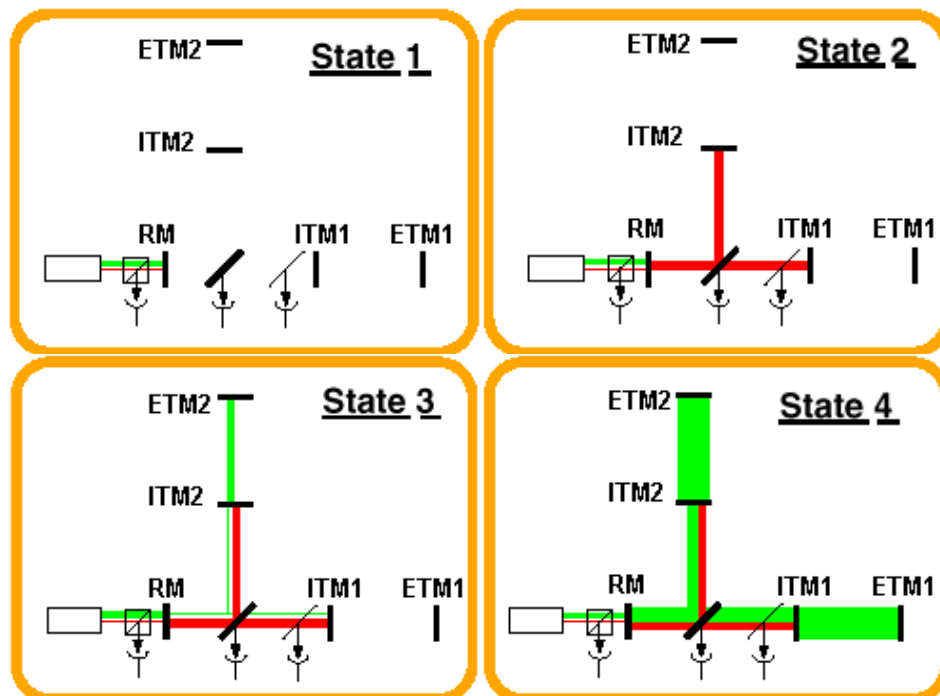 State 1
ETM2
ITM2
RM
ITM1
ETM1
State 2
ETM2
ITM2
RM
ITM1
ETM1
State 3
ETM2
ITM2
RM
ITM1
ETM1
State 4
ETM2
ITM2
RM
ITM1
ETM1